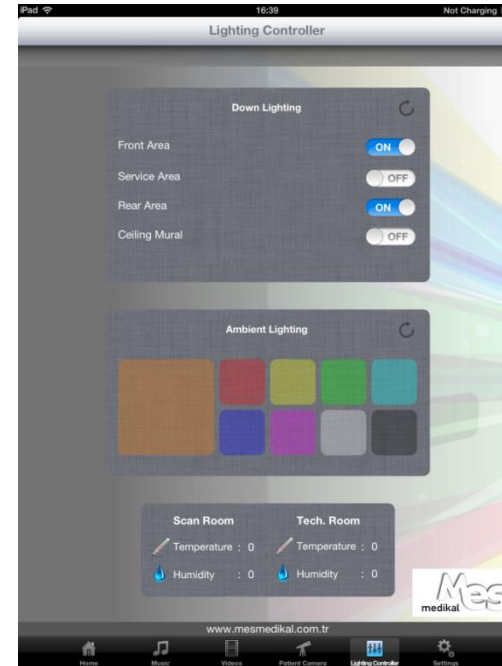 iPad 16:39 Not Charging
Lighting Controller
Down Lighting
Front Area ON
Service Area OFF
Rear Area ON
Ceiling Mural OFF
Ambient Lighting
Scan Room Tech. Room
Temperature : 0 Temperature : 0
Humidity : 0 Humidity : 0
Mes
medikal
www.mesmedikal.com.tr
Home Music Videos Patient Camera Lighting Controller Settings